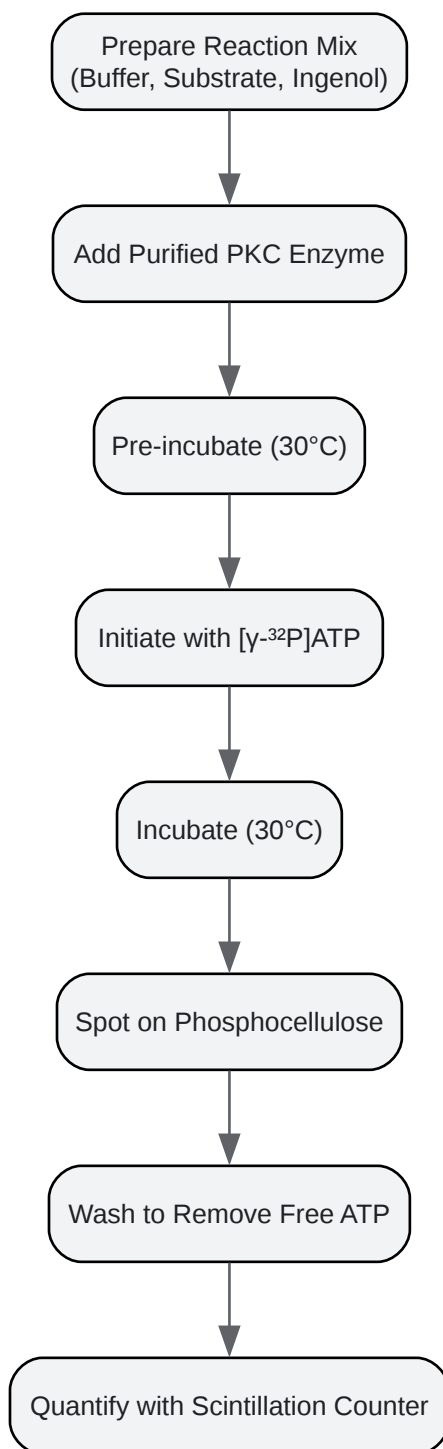 Prepare Reaction Mix
(Buffer, Substrate, Ingenol)
Add Purified PKC Enzyme
Pre-incubate (30°C)
Initiate with [γ-³²P]ATP
Incubate (30°C)
Spot on Phosphocellulose
Wash to Remove Free ATP
Quantify with Scintillation Counter